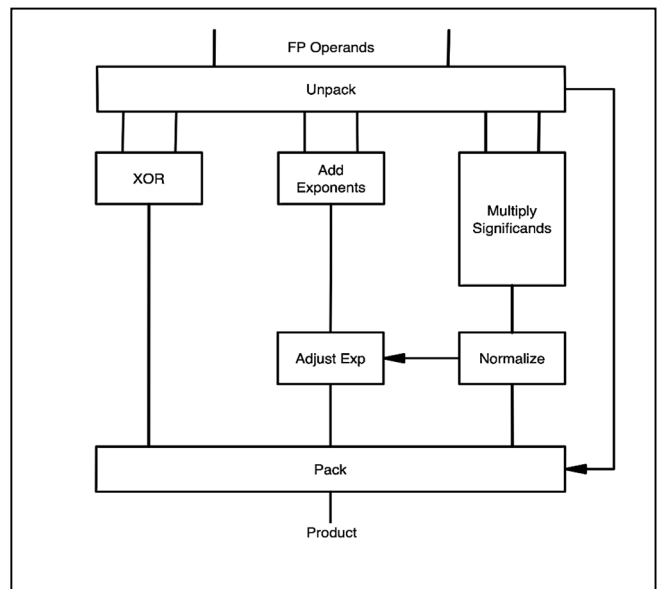 FP Operands
Unpack
XOR
Add
Exponents
Multiply
Significands
Adjust Exp
Normalize
Pack
Product